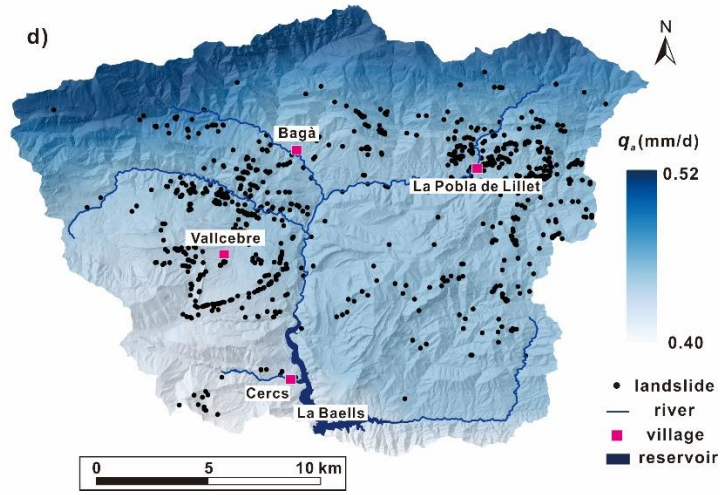 d)
N
Bagà
qₐ (mm/d)
0.52
La Pobla de Lillet
Vallcebre
0.40
Cercs
La Baells
landslide
river
village
reservoir
0 5 10 km